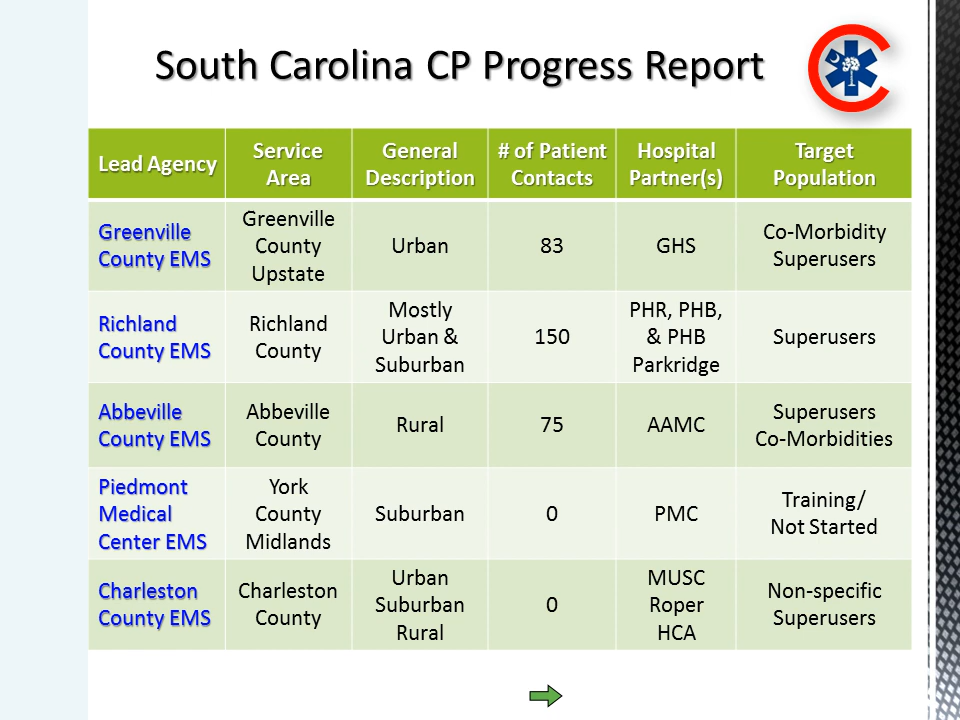 South Carolina CP Progress Report
Lead Agency
Service
Area
General
Description
# of Patient
Contacts
Hospital
Partner(s)
Target
Population
Greenville
County EMS
Greenville
County
Upstate
Urban
83
GHS
Co-Morbidity
Superusers
Richland
County EMS
Richland
County
Mostly
Urban &
Suburban
150
PHR, PHB,
& PHB
Parkridge
Superusers
Abbeville
County EMS
Abbeville
County
Rural
75
AAMC
Superusers
Co-Morbidities
Piedmont
Medical
Center EMS
York
County
Midlands
Suburban
0
PMC
Training/
Not Started
Charleston
County EMS
Charleston
County
Urban
Suburban
Rural
0
MUSC
Roper
HCA
Non-specific
Superusers